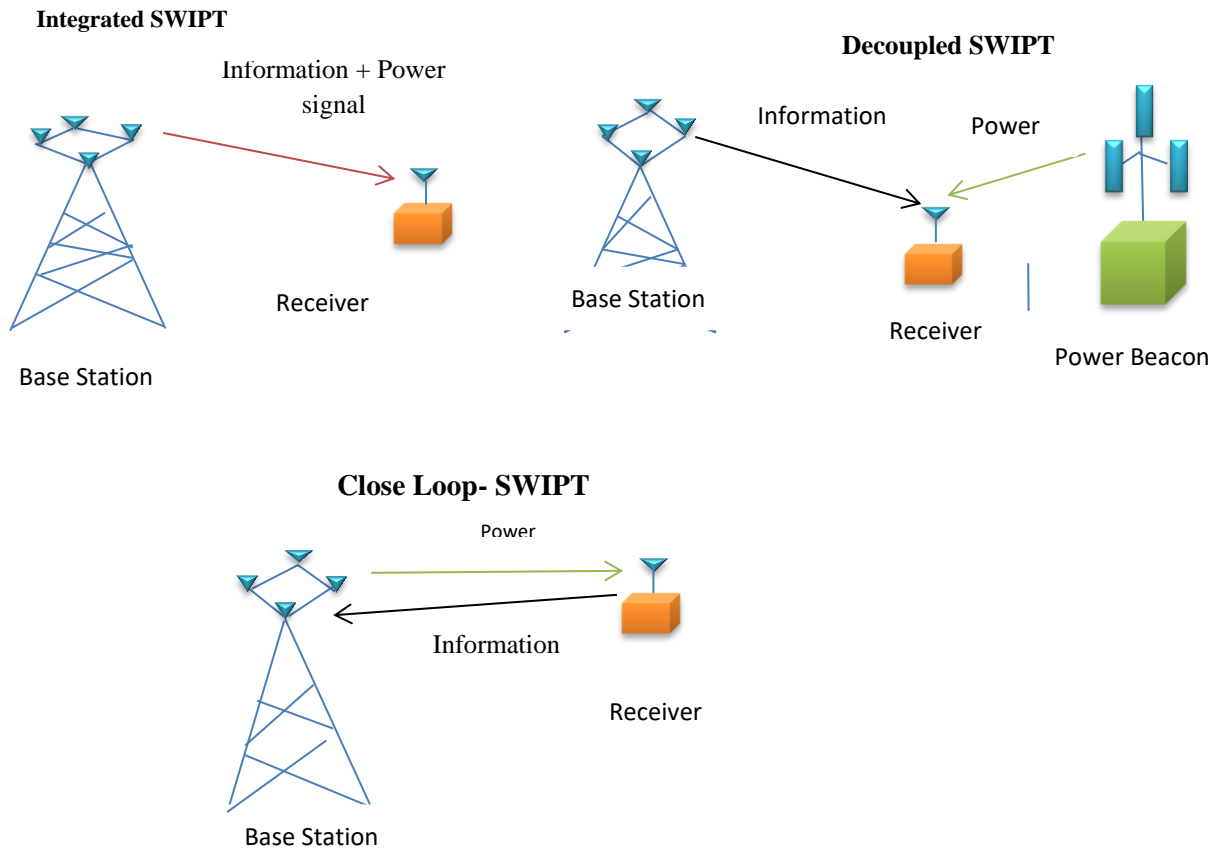 Integrated SWIPT
Information + Power
signal
Receiver
Base Station
Decoupled SWIPT
Information
Power
Base Station
Receiver
Power Beacon
Close Loop- SWIPT
Power
Information
Receiver
Base Station